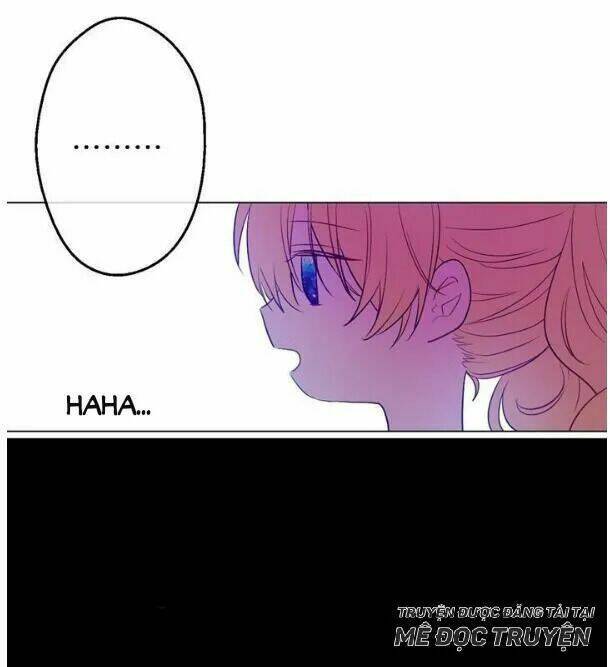 .........
HAHA...
TRUYỆN ĐƯỢC ĐĂNG TẢI TẠI
MÊ ĐỌC TRUYỆN